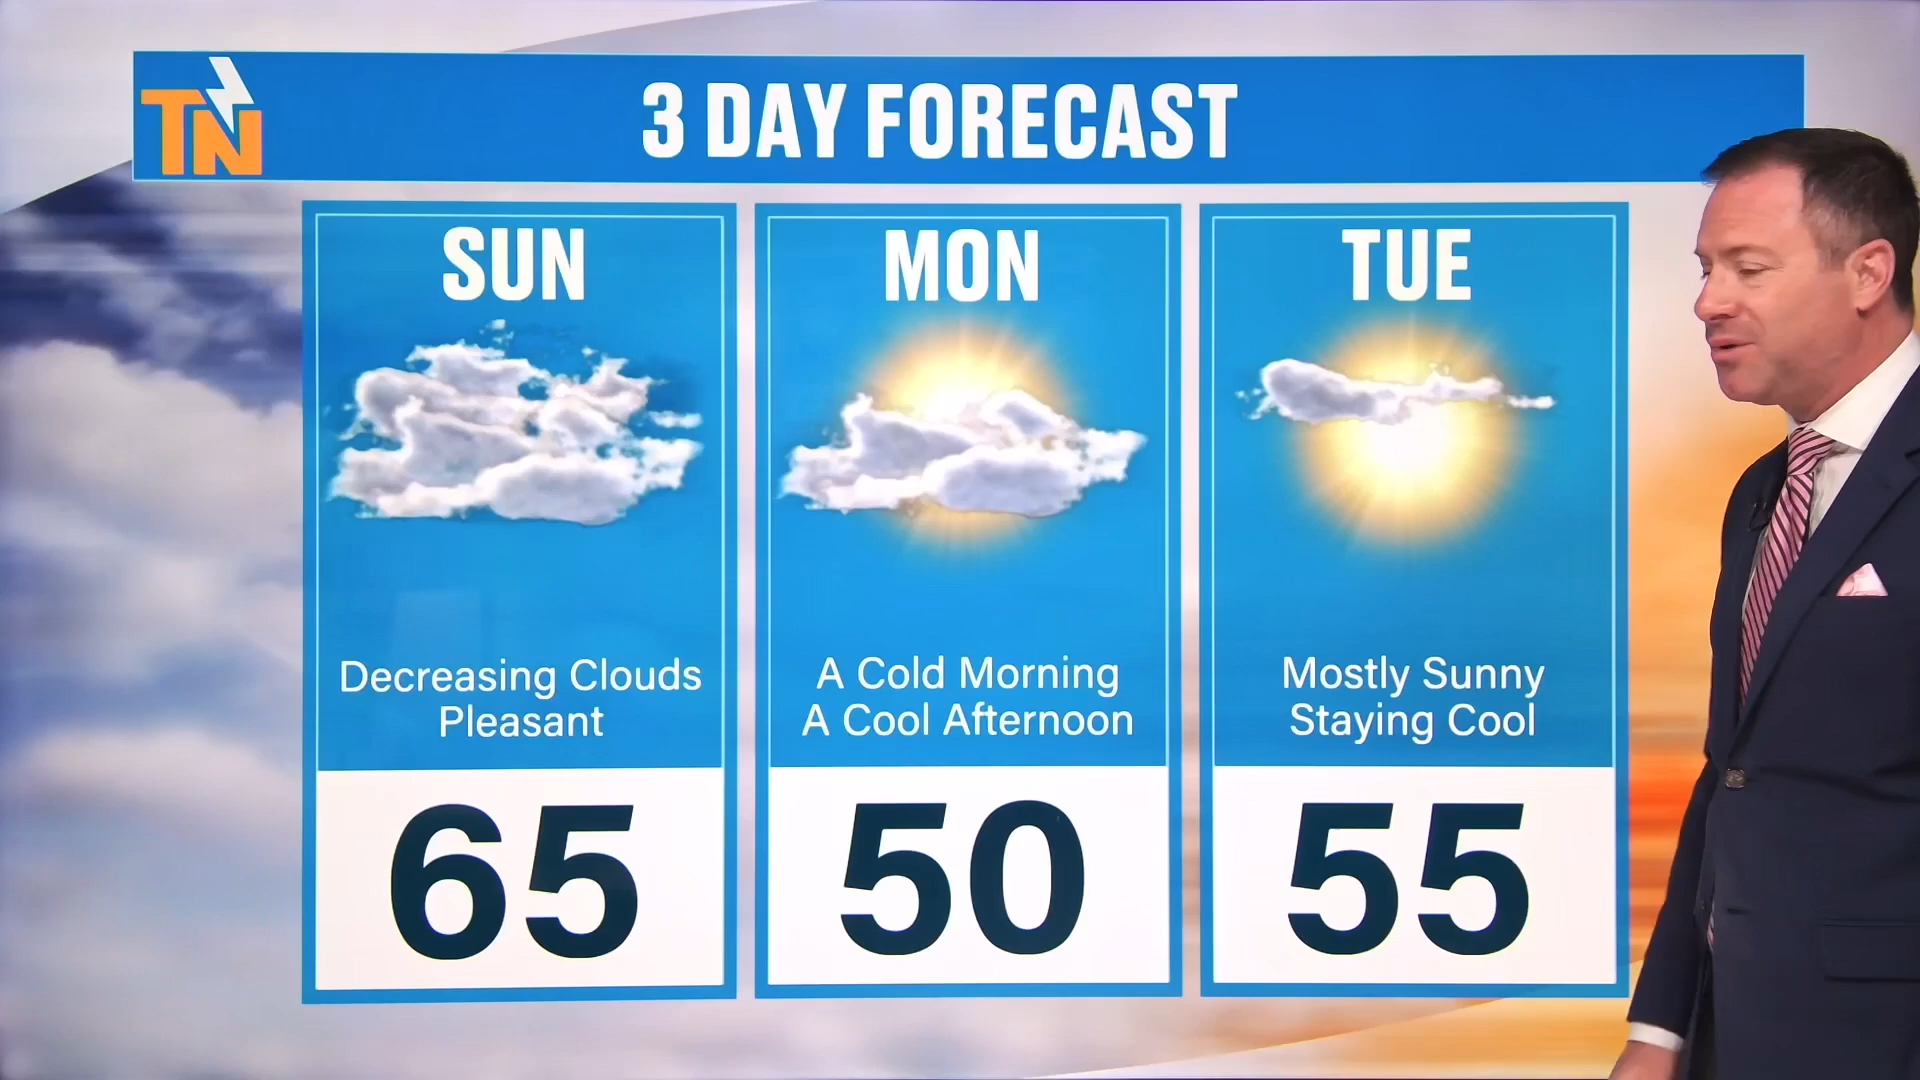 TN
3 DAY FORECAST
SUN
Decreasing Clouds
Pleasant
65
MON
A Cold Morning
A Cool Afternoon
50
TUE
Mostly Sunny
Staying Cool
55